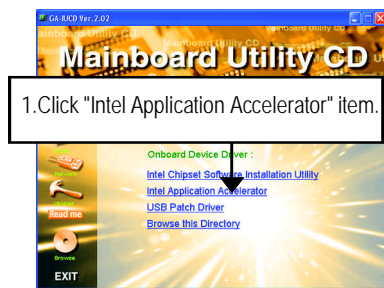 GA-IUCD Ver.2.02
Mainboard Utility CD
1.Click "Intel Application Accelerator" item.
Onboard Device Driver :
Intel Chipset Software Installation Utility
Intel Application Accelerator
USB Patch Driver
Browse this Directory
Read me
Browse
EXIT